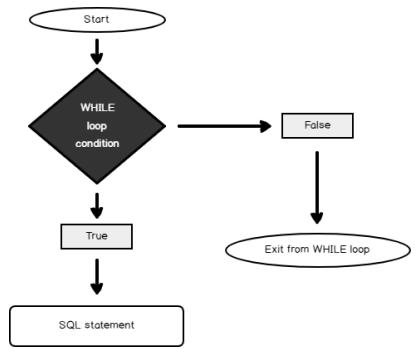 Start
WHILE
loop
condition
False
True
Exit from WHILE loop
SQL statement